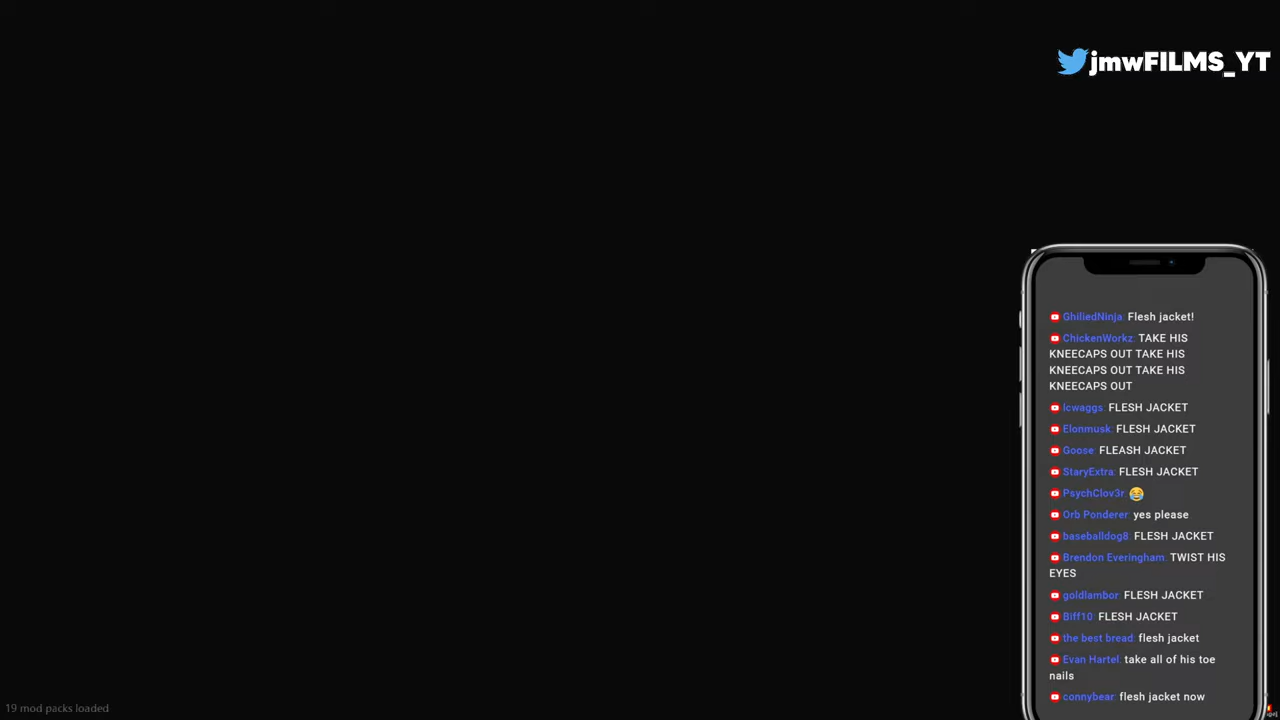 jmwFILMS_YT
GhiliedNinja: Flesh jacket!
ChickenWorkz: TAKE HIS
KNEECAPS OUT TAKE HIS
KNEECAPS OUT TAKE HIS
KNEECAPS OUT
lcwaggs: FLESH JACKET
Elonmusk: FLESH JACKET
Goose: FLEASH JACKET
StaryExtra: FLESH JACKET
PsychClov3r: 😂
Orb Ponderer: yes please
baseballdog8: FLESH JACKET
Brendon Everingham: TWIST HIS
EYES
goldlambor: FLESH JACKET
Biff10: FLESH JACKET
the best bread: flesh jacket
Evan Hartel: take all of his toe
nails
connybear: flesh jacket now
19 mod packs loaded